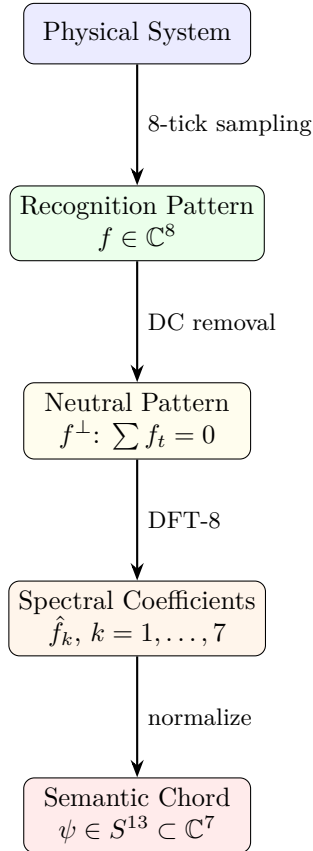 Physical System
8-tick sampling
Recognition Pattern
f ∈ ℂ⁸
DC removal
Neutral Pattern
f^⊥: ∑ f_t = 0
DFT-8
Spectral Coefficients
f̂_k, k = 1, …, 7
normalize
Semantic Chord
ψ ∈ S¹³ ⊂ ℂ⁷